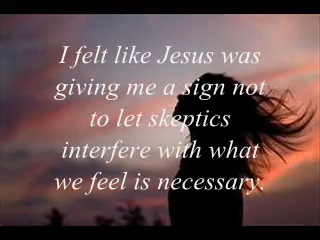 I felt like Jesus was
giving me a sign not
to let skeptics
interfere with what
we feel is necessary.